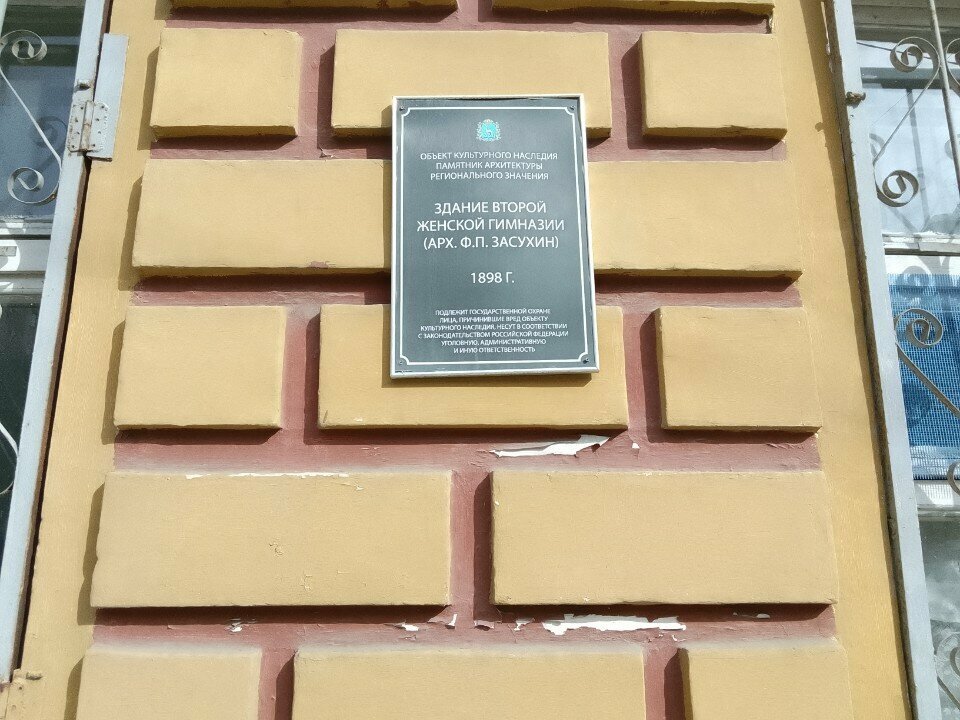 ОБЪЕКТ КУЛЬТУРНОГО НАСЛЕДИЯ
ПАМЯТНИК АРХИТЕКТУРЫ
РЕГИОНАЛЬНОГО ЗНАЧЕНИЯ
ЗДАНИЕ ВТОРОЙ
ЖЕНСКОЙ ГИМНАЗИИ
(АРХ. Ф.П. ЗАСУХИН)
1898 Г.
ПОДЛЕЖИТ ГОСУДАРСТВЕННОЙ ОХРАНЕ
ЛИЦА, ПРИЧИНИВШИЕ ВРЕД ОБЪЕКТУ
КУЛЬТУРНОГО НАСЛЕДИЯ, НЕСУТ В СООТВЕТСТВИИ
С ЗАКОНОДАТЕЛЬСТВОМ РОССИЙСКОЙ ФЕДЕРАЦИИ
УГОЛОВНУЮ, АДМИНИСТРАТИВНУЮ
И ИНУЮ ОТВЕТСТВЕННОСТЬ